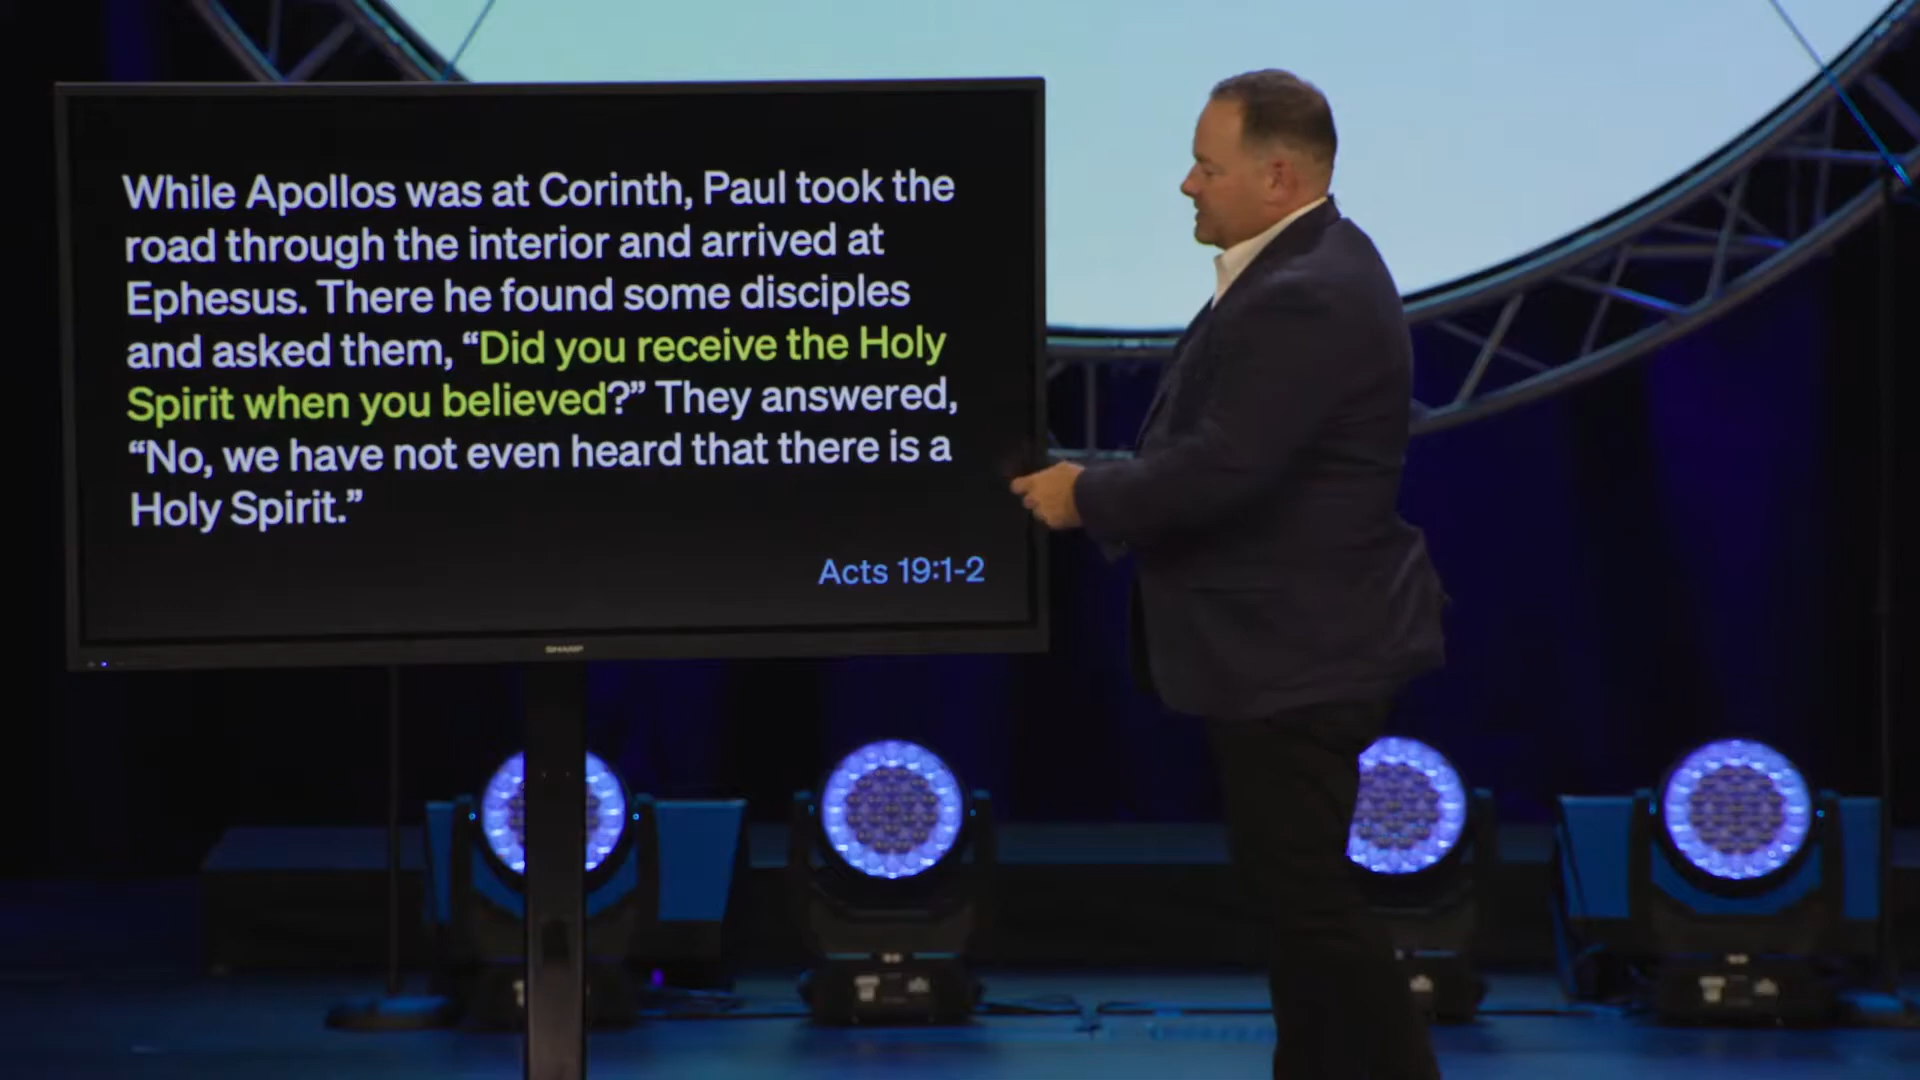 While Apollos was at Corinth, Paul took the
road through the interior and arrived at
Ephesus. There he found some disciples
and asked them, “Did you receive the Holy
Spirit when you believed?” They answered,
“No, we have not even heard that there is a
Holy Spirit.”
Acts 19:1-2
SHARP